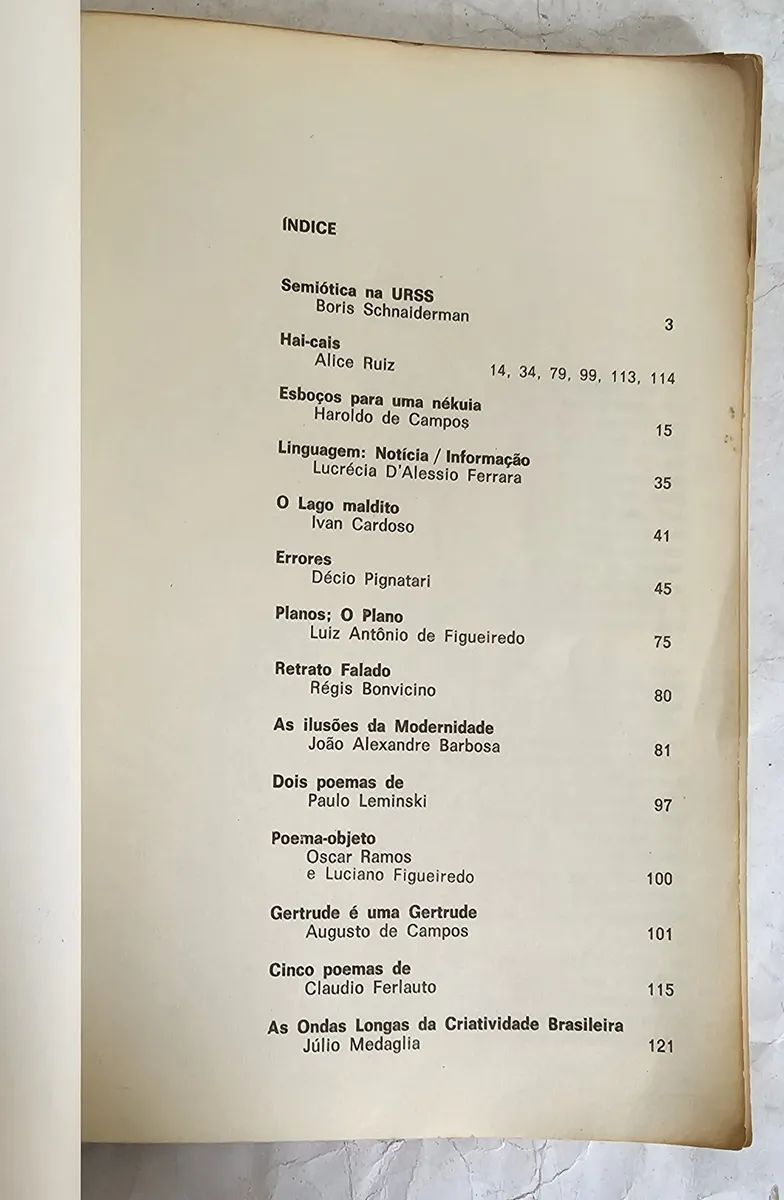 ÍNDICE
Semiótica na URSS
Boris Schnaiderman 3
Hai-cais
Alice Ruiz 14, 34, 79, 99, 113, 114
Esboços para uma nékuia
Haroldo de Campos 15
Linguagem: Notícia / Informação
Lucrécia D'Alessio Ferrara 35
O Lago maldito
Ivan Cardoso 41
Errores
Décio Pignatari 45
Planos; O Plano
Luiz Antônio de Figueiredo 75
Retrato Falado
Régis Bonvicino 80
As ilusões da Modernidade
João Alexandre Barbosa 81
Dois poemas de
Paulo Leminski 97
Poema-objeto
Oscar Ramos
e Luciano Figueiredo 100
Gertrude é uma Gertrude
Augusto de Campos 101
Cinco poemas de
Claudio Ferlauto 115
As Ondas Longas da Criatividade Brasileira
Júlio Medaglia 121